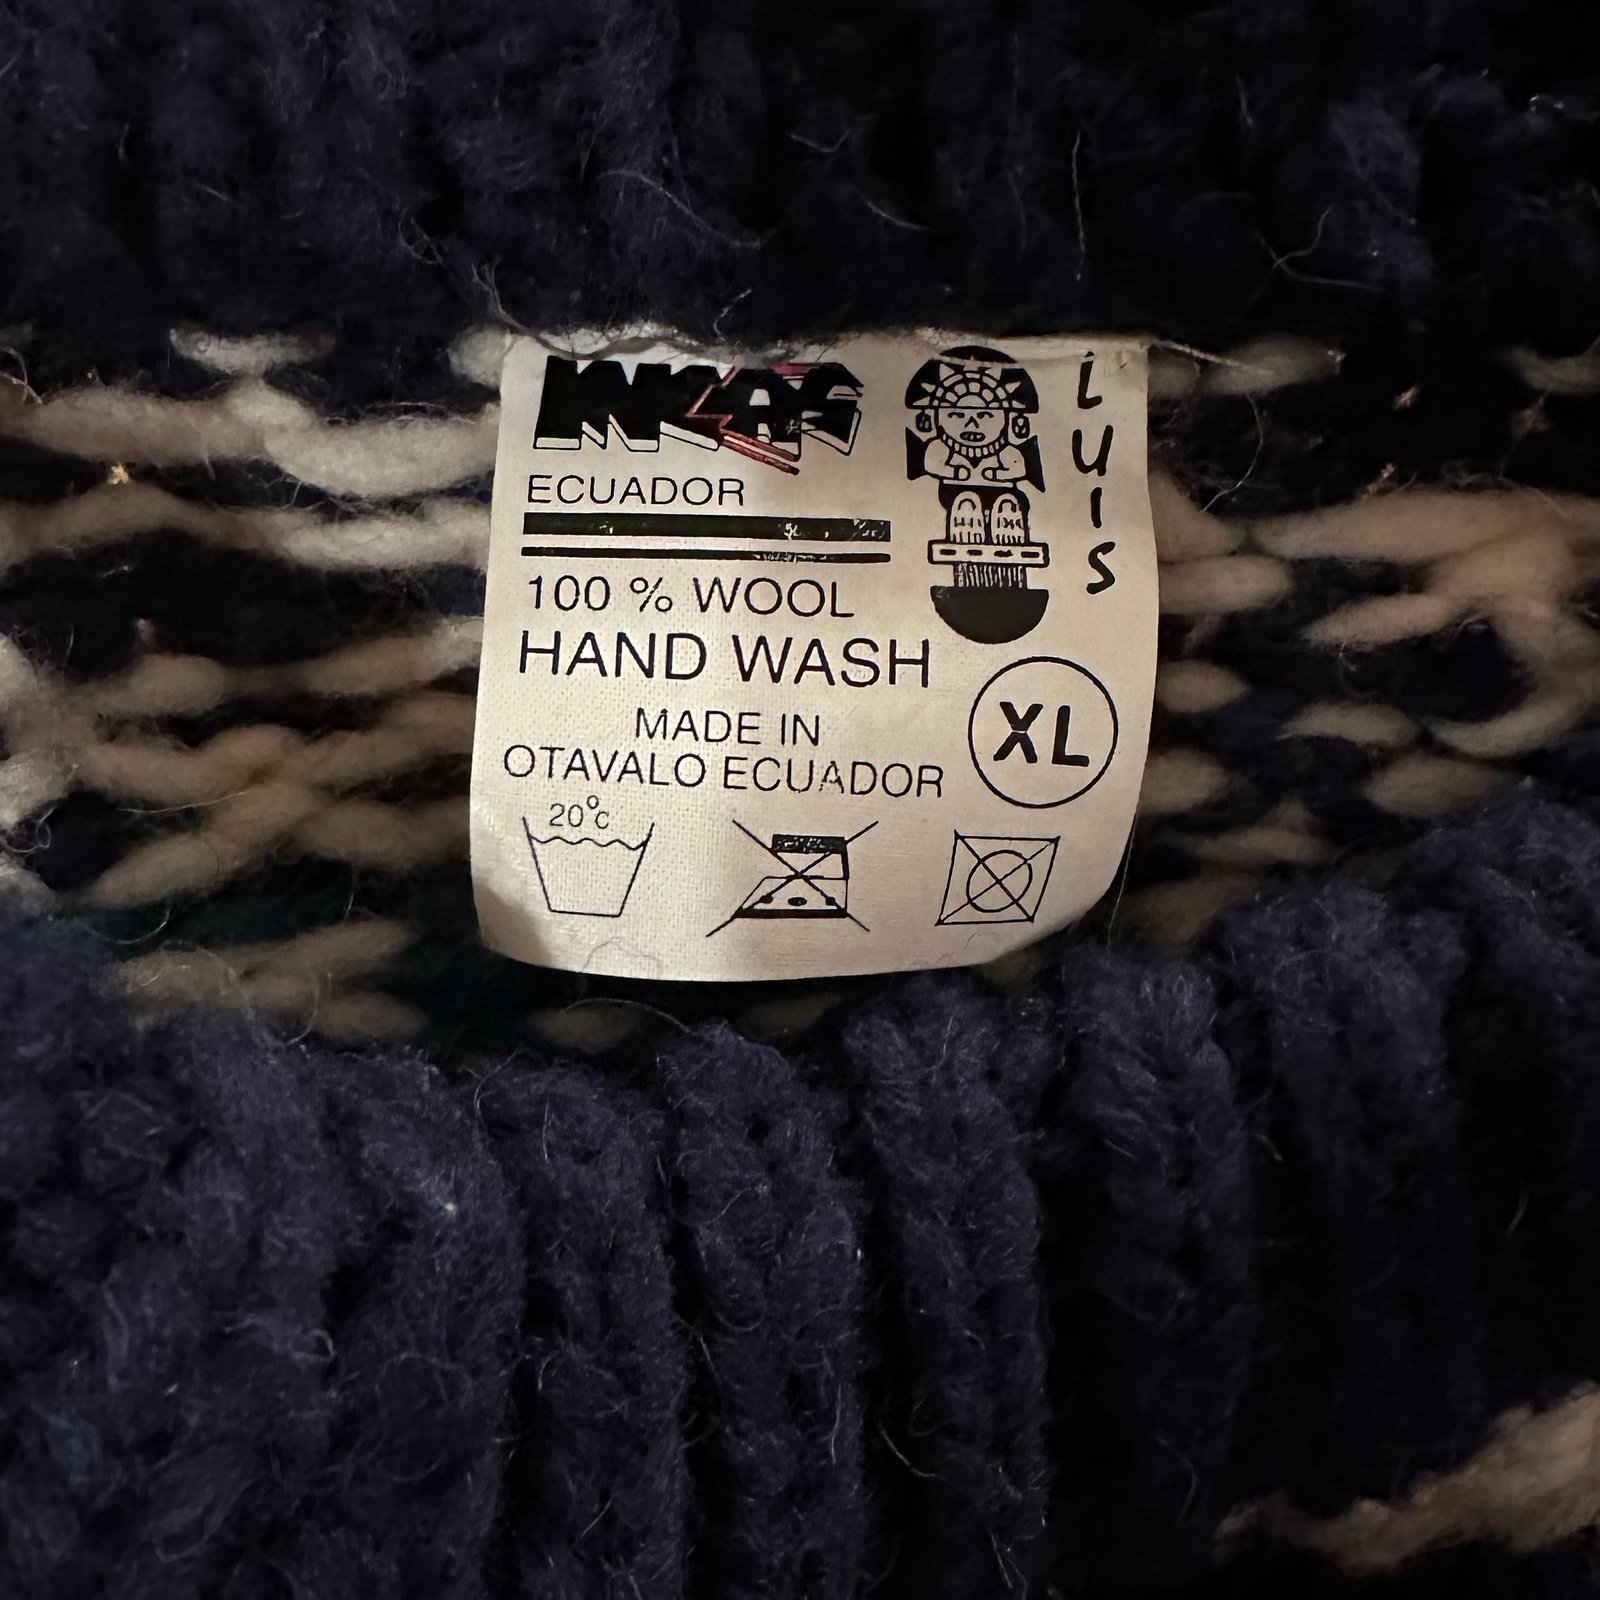 INKAS
ECUADOR
LUIS
100 % WOOL
HAND WASH
MADE IN
OTAVALO ECUADOR
XL
20°c